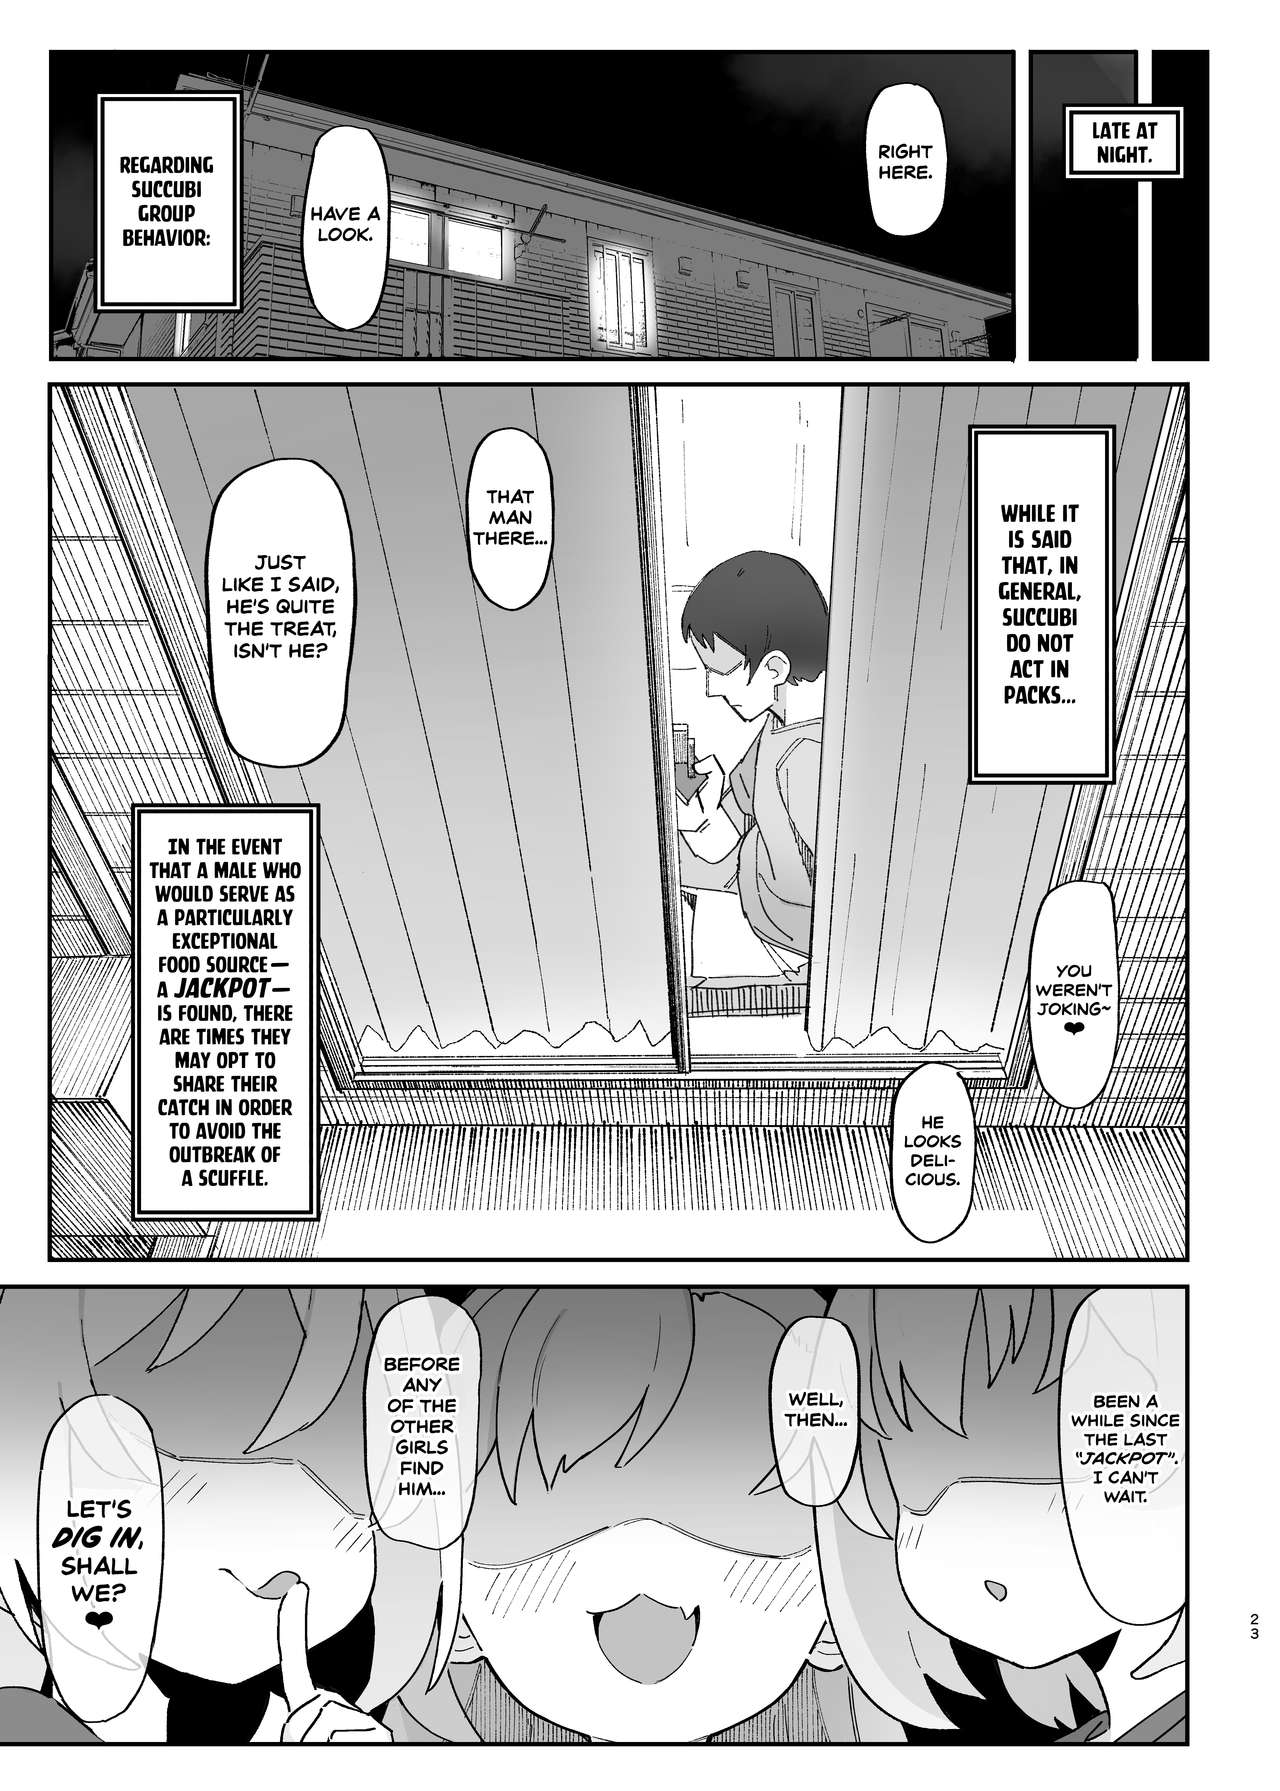 LATE AT
NIGHT.
RIGHT
HERE.
HAVE A
LOOK.
REGARDING
SUCCUBI
GROUP
BEHAVIOR:
WHILE IT
IS SAID
THAT, IN
GENERAL,
SUCCUBI
DO NOT
ACT IN
PACKS...
THAT
MAN
THERE...
JUST
LIKE I SAID,
HE'S QUITE
THE TREAT,
ISN'T HE?
YOU
WEREN'T
JOKING~
❤
HE
LOOKS
DELI-
CIOUS.
IN THE EVENT
THAT A MALE WHO
WOULD SERVE AS
A PARTICULARLY
EXCEPTIONAL
FOOD SOURCE—
A JACKPOT—
IS FOUND, THERE
ARE TIMES THEY
MAY OPT TO
SHARE THEIR
CATCH IN ORDER
TO AVOID THE
OUTBREAK OF
A SCUFFLE.
BEEN A
WHILE SINCE
THE LAST
"JACKPOT".
I CAN'T
WAIT.
WELL,
THEN...
BEFORE
ANY
OF THE
OTHER
GIRLS
FIND
HIM...
LET'S
DIG IN,
SHALL
WE?
❤
23